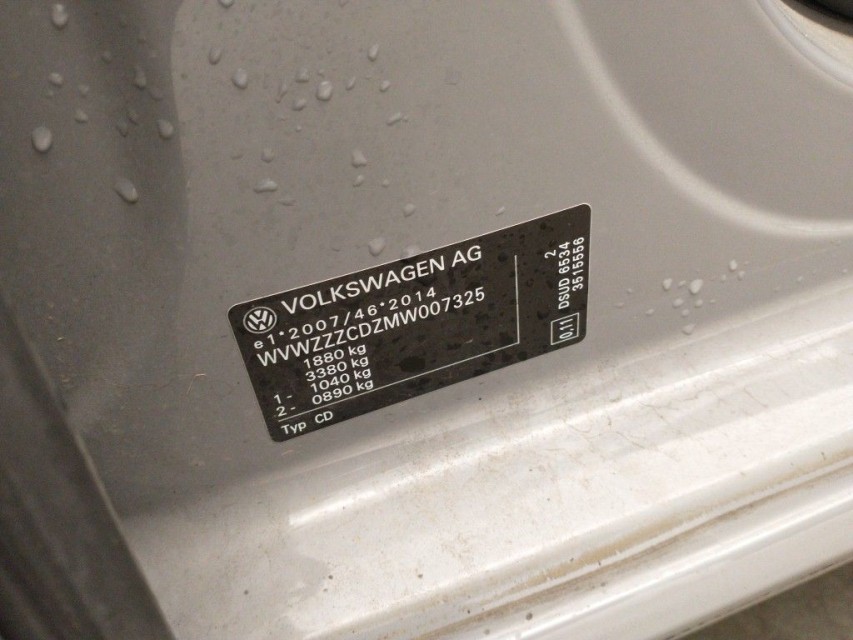 VOLKSWAGEN AG
e1*2007/46*2014
WVWZZZCDZMW007325
1880 kg
3380 kg
1- 1040 kg
2- 0890 kg
Typ CD
2
DSUD 6534
3515556
0.11